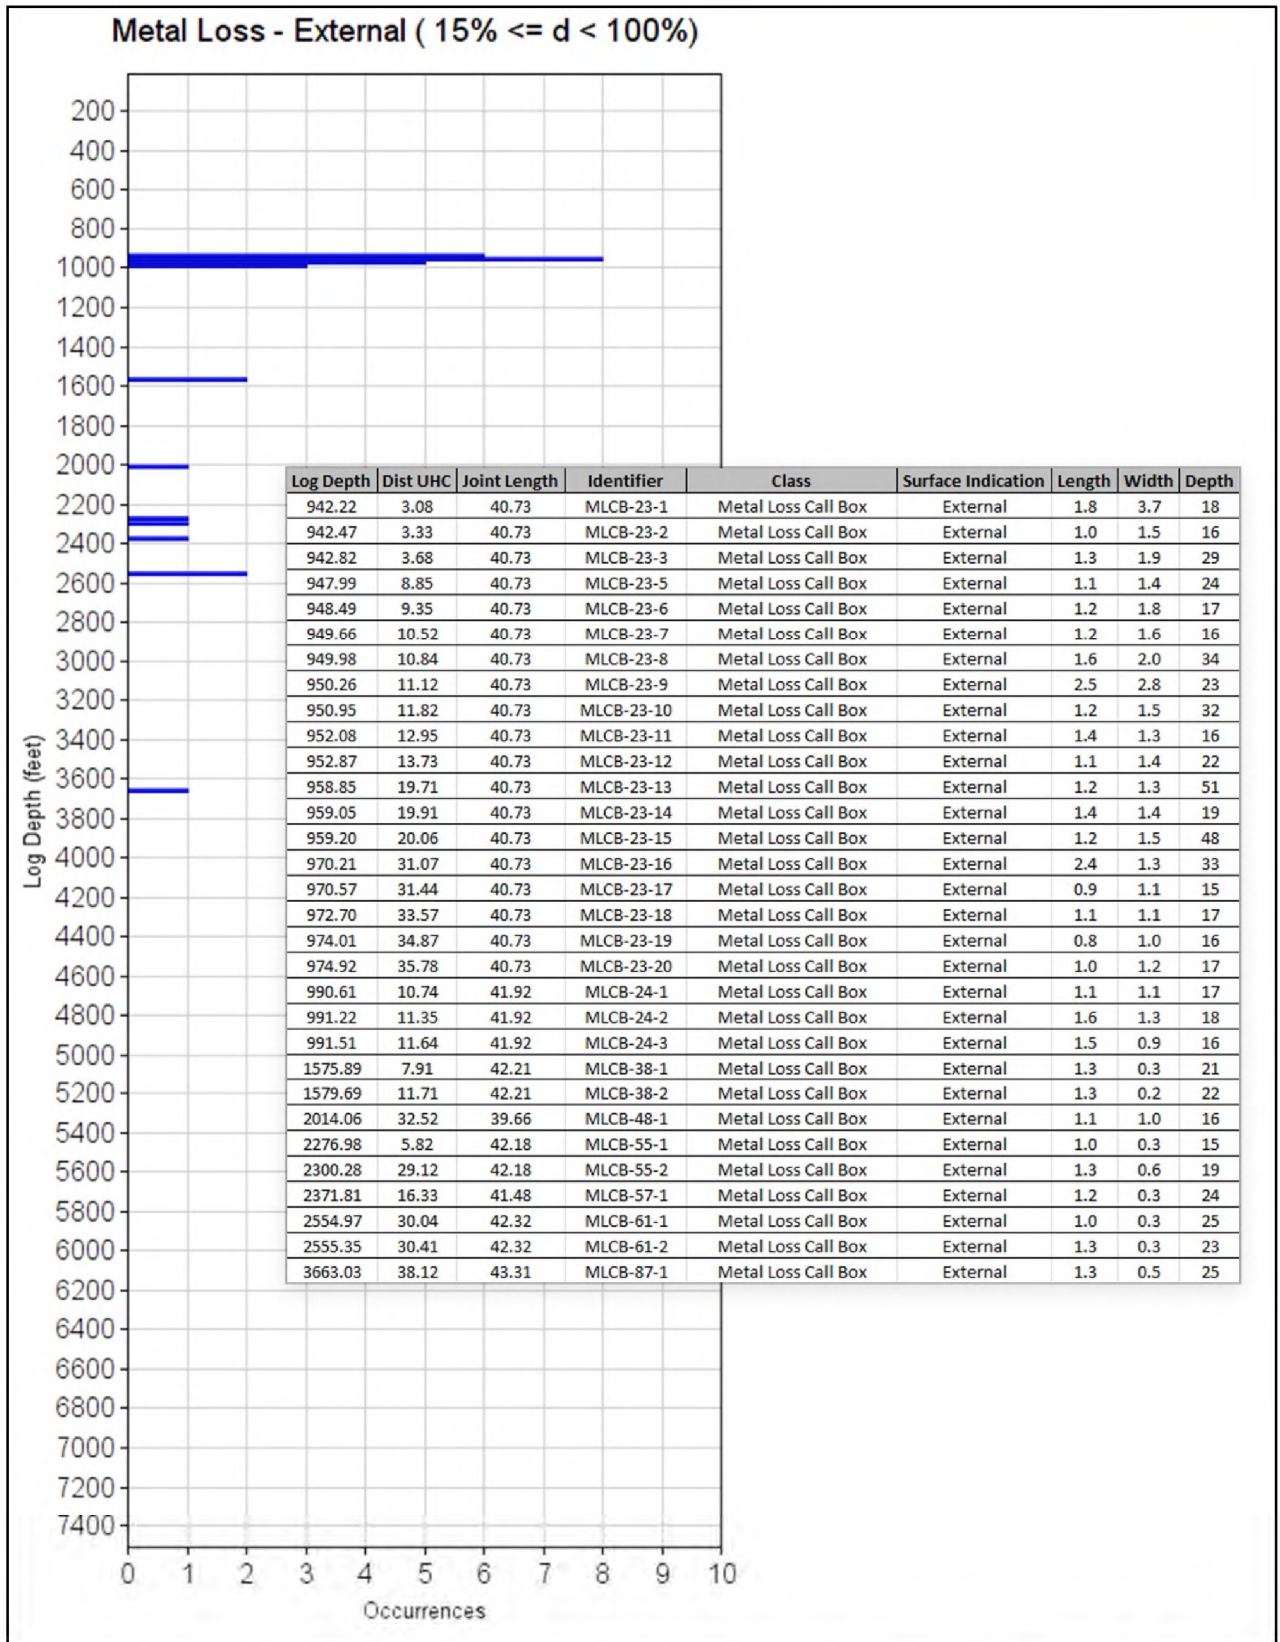 Metal Loss - External ( 15% <= d < 100%)
200
400
600
800
1000
1200
1400
1600
1800
2000
2200
2400
2600
2800
3000
3200
3400
3600
3800
4000
4200
4400
4600
4800
5000
5200
5400
5600
5800
6000
6200
6400
6600
6800
7000
7200
7400
Log Depth (feet)
Log Depth Dist UHC Joint Length Identifier Class Surface Indication Length Width Depth
942.22 3.08 40.73 MLCB-23-1 Metal Loss Call Box External 1.8 3.7 18
942.47 3.33 40.73 MLCB-23-2 Metal Loss Call Box External 1.0 1.5 16
942.82 3.68 40.73 MLCB-23-3 Metal Loss Call Box External 1.3 1.9 29
947.99 8.85 40.73 MLCB-23-5 Metal Loss Call Box External 1.1 1.4 24
948.49 9.35 40.73 MLCB-23-6 Metal Loss Call Box External 1.2 1.8 17
949.66 10.52 40.73 MLCB-23-7 Metal Loss Call Box External 1.2 1.6 16
949.98 10.84 40.73 MLCB-23-8 Metal Loss Call Box External 1.6 2.0 34
950.26 11.12 40.73 MLCB-23-9 Metal Loss Call Box External 2.5 2.8 23
950.95 11.82 40.73 MLCB-23-10 Metal Loss Call Box External 1.2 1.5 32
952.08 12.95 40.73 MLCB-23-11 Metal Loss Call Box External 1.4 1.3 16
952.87 13.73 40.73 MLCB-23-12 Metal Loss Call Box External 1.1 1.4 22
958.85 19.71 40.73 MLCB-23-13 Metal Loss Call Box External 1.2 1.3 51
959.05 19.91 40.73 MLCB-23-14 Metal Loss Call Box External 1.4 1.4 19
959.20 20.06 40.73 MLCB-23-15 Metal Loss Call Box External 1.2 1.5 48
970.21 31.07 40.73 MLCB-23-16 Metal Loss Call Box External 2.4 1.3 33
970.57 31.44 40.73 MLCB-23-17 Metal Loss Call Box External 0.9 1.1 15
972.70 33.57 40.73 MLCB-23-18 Metal Loss Call Box External 1.1 1.1 17
974.01 34.87 40.73 MLCB-23-19 Metal Loss Call Box External 0.8 1.0 16
974.92 35.78 40.73 MLCB-23-20 Metal Loss Call Box External 1.0 1.2 17
990.61 10.74 41.92 MLCB-24-1 Metal Loss Call Box External 1.1 1.1 17
991.22 11.35 41.92 MLCB-24-2 Metal Loss Call Box External 1.6 1.3 18
991.51 11.64 41.92 MLCB-24-3 Metal Loss Call Box External 1.5 0.9 16
1575.89 7.91 42.21 MLCB-38-1 Metal Loss Call Box External 1.3 0.3 21
1579.69 11.71 42.21 MLCB-38-2 Metal Loss Call Box External 1.3 0.2 22
2014.06 32.52 39.66 MLCB-48-1 Metal Loss Call Box External 1.1 1.0 16
2276.98 5.82 42.18 MLCB-55-1 Metal Loss Call Box External 1.0 0.3 15
2300.28 29.12 42.18 MLCB-55-2 Metal Loss Call Box External 1.3 0.6 19
2371.81 16.33 41.48 MLCB-57-1 Metal Loss Call Box External 1.2 0.3 24
2554.97 30.04 42.32 MLCB-61-1 Metal Loss Call Box External 1.0 0.3 25
2555.35 30.41 42.32 MLCB-61-2 Metal Loss Call Box External 1.3 0.3 23
3663.03 38.12 43.31 MLCB-87-1 Metal Loss Call Box External 1.3 0.5 25
0 1 2 3 4 5 6 7 8 9 10
Occurrences